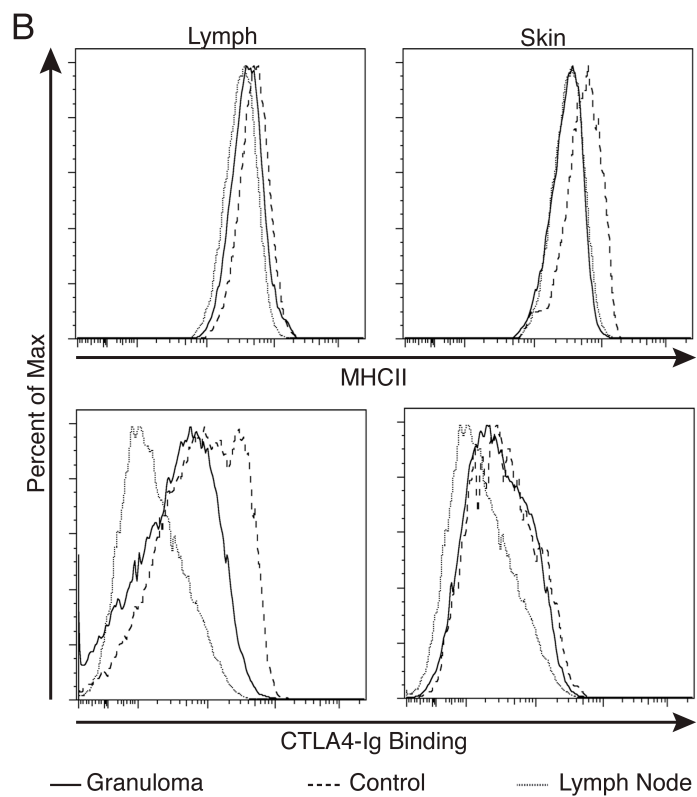 B
Lymph
Skin
Percent of Max
MHCII
CTLA4-Ig Binding
Granuloma
Control
Lymph Node